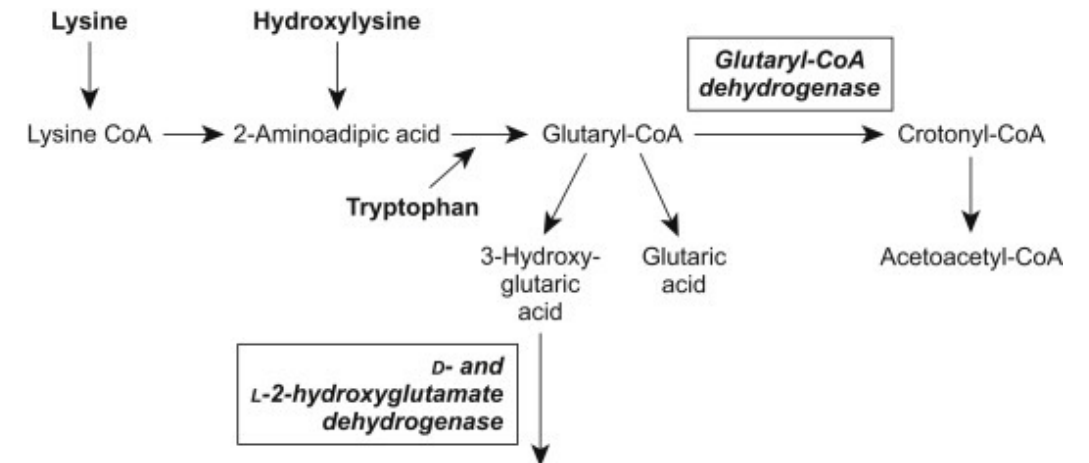 Lysine
Hydroxylysine
Glutaryl-CoA
dehydrogenase
Lysine CoA
2-Aminoadipic acid
Glutaryl-CoA
Crotonyl-CoA
Tryptophan
3-Hydroxy-
glutaric
acid
Glutaric
acid
Acetoacetyl-CoA
D- and
L-2-hydroxyglutamate
dehydrogenase